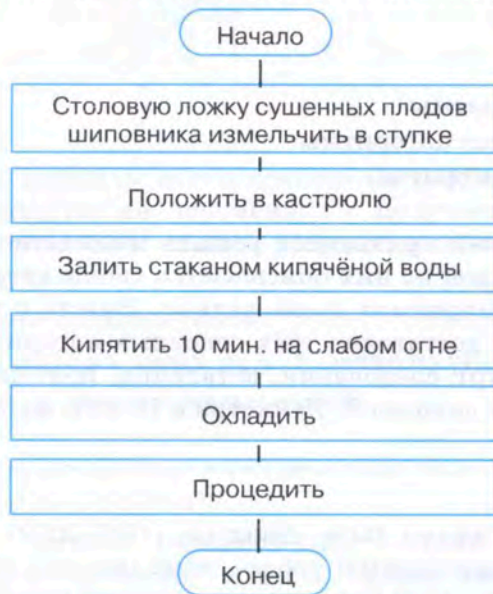 Начало
Столовую ложку сушенных плодов
шиповника измельчить в ступке
Положить в кастрюлю
Залить стаканом кипячёной воды
Кипятить 10 мин. на слабом огне
Охладить
Процедить
Конец